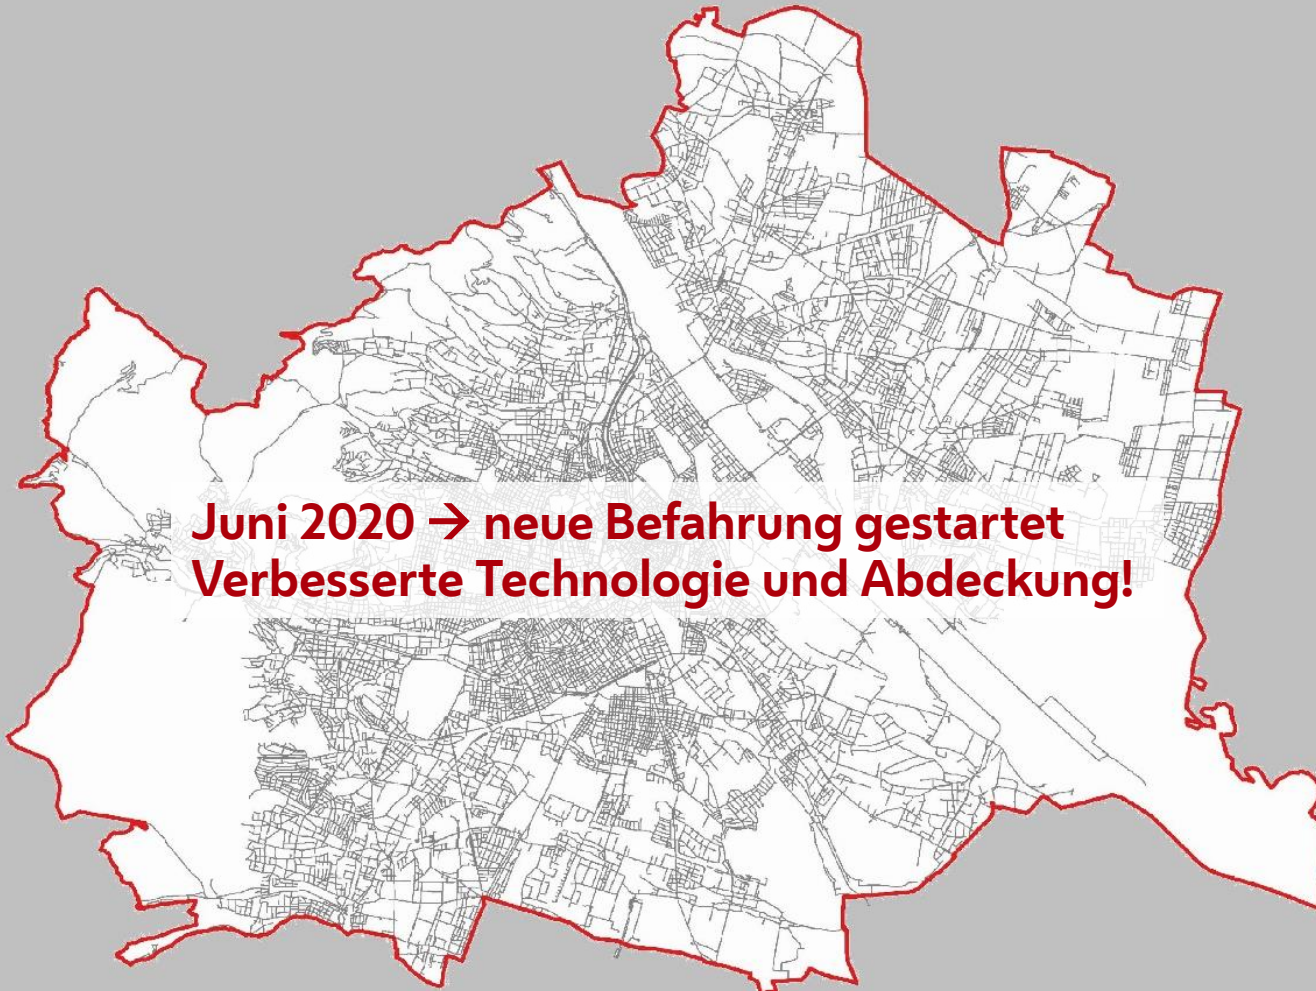 Juni 2020 → neue Befahrung gestartet
Verbesserte Technologie und Abdeckung!